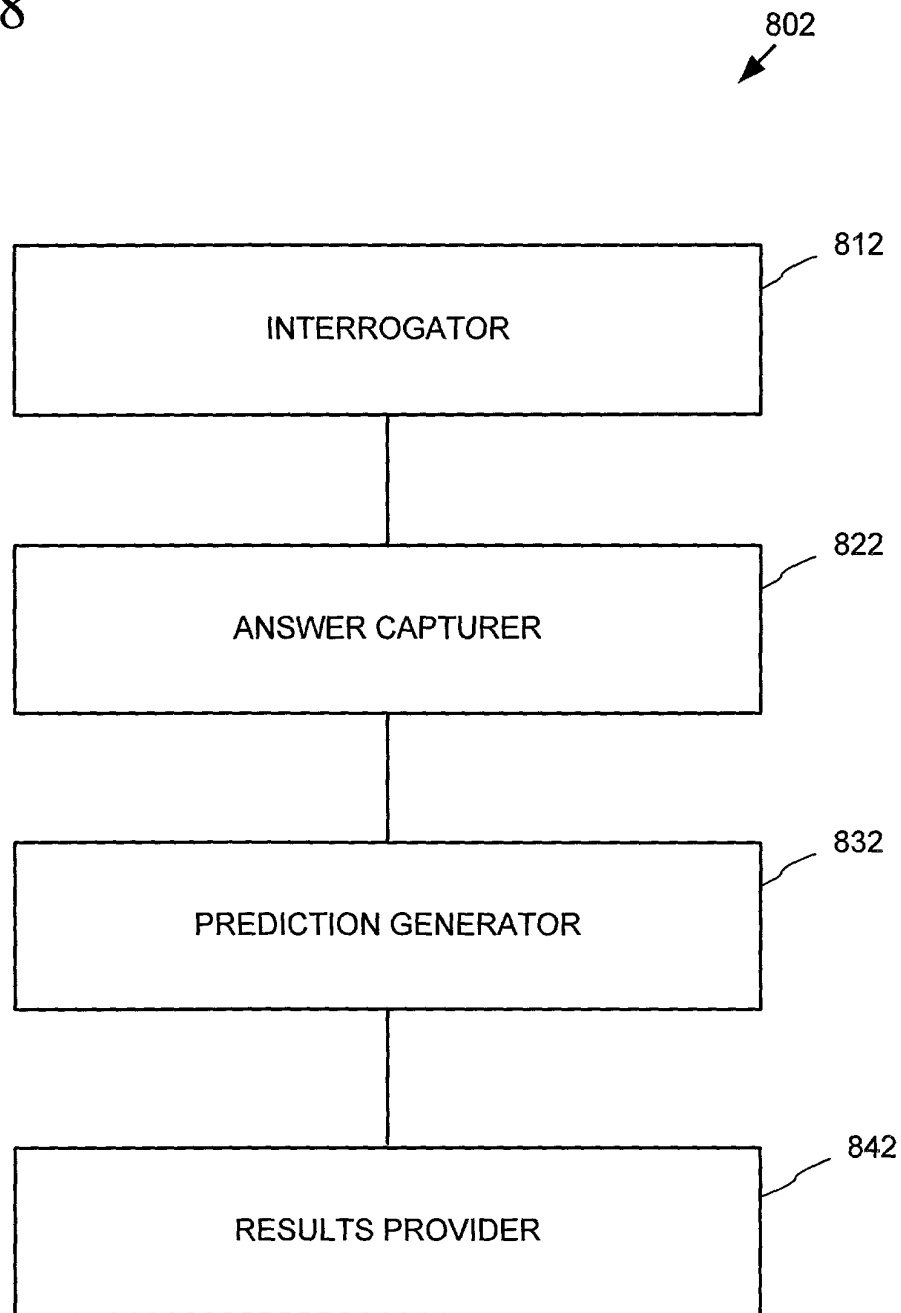 8
802
812
INTERROGATOR
822
ANSWER CAPTURER
832
PREDICTION GENERATOR
842
RESULTS PROVIDER